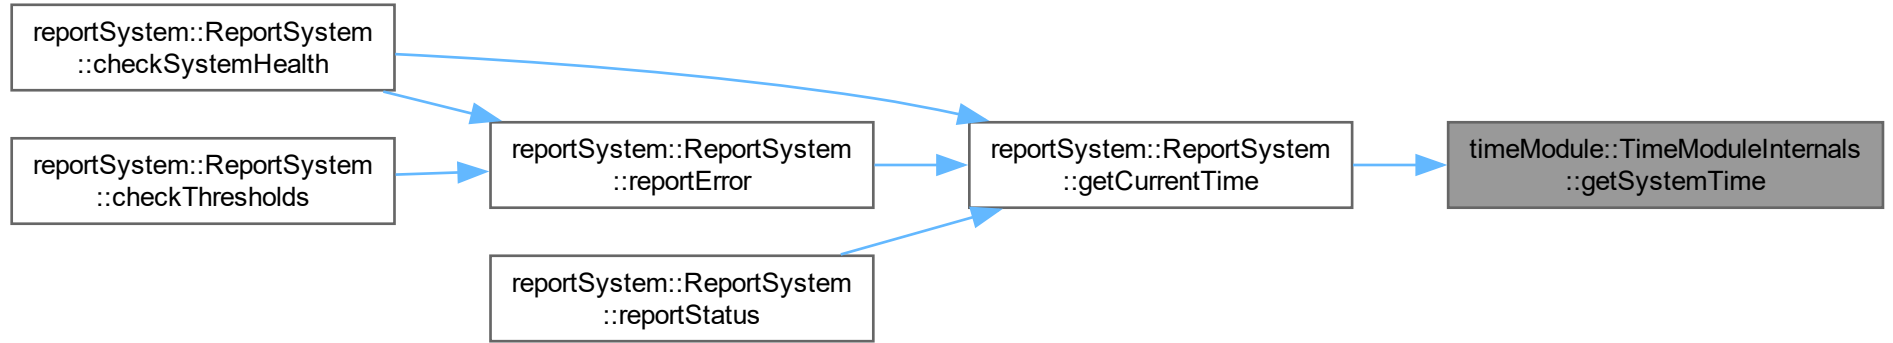 reportSystem::ReportSystem
::checkSystemHealth
reportSystem::ReportSystem
::checkThresholds
reportSystem::ReportSystem
::reportError
reportSystem::ReportSystem
::reportStatus
reportSystem::ReportSystem
::getCurrentTime
timeModule::TimeModuleInternals
::getSystemTime